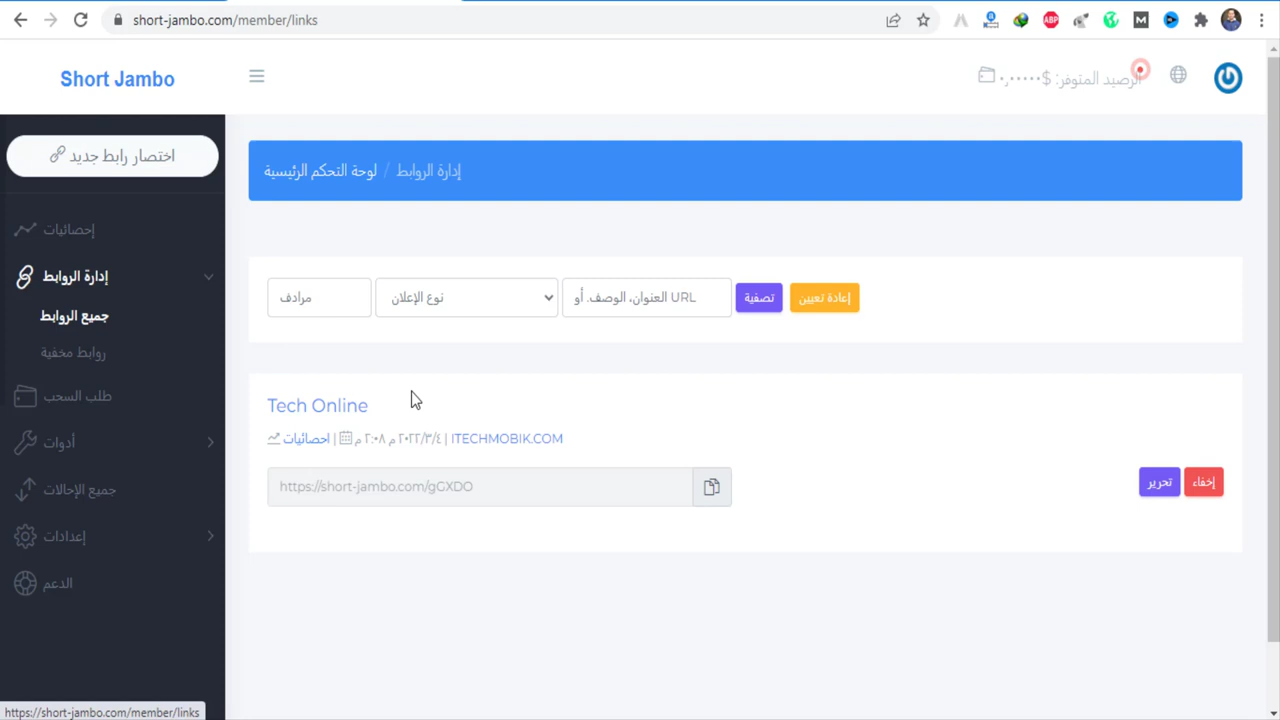 short-jambo.com/member/links
Short Jambo
الرصيد المتوفر: $٠٫٠٠٠٠٠
اختصار رابط جديد
إحصائيات
إدارة الروابط
جميع الروابط
روابط مخفية
طلب السحب
أدوات
جميع الإحالات
إعدادات
الدعم
لوحة التحكم الرئيسية / إدارة الروابط
مرادف
نوع الإعلان
العنوان، الوصف. أو URL
تصفية
إعادة تعيين
Tech Online
احصائيات | ٢٠٢٢/٣/٤ م ٢:٠٨ م | ITECHMOBIK.COM
https://short-jambo.com/gGXDO
تحرير
إخفاء
https://short-jambo.com/member/links